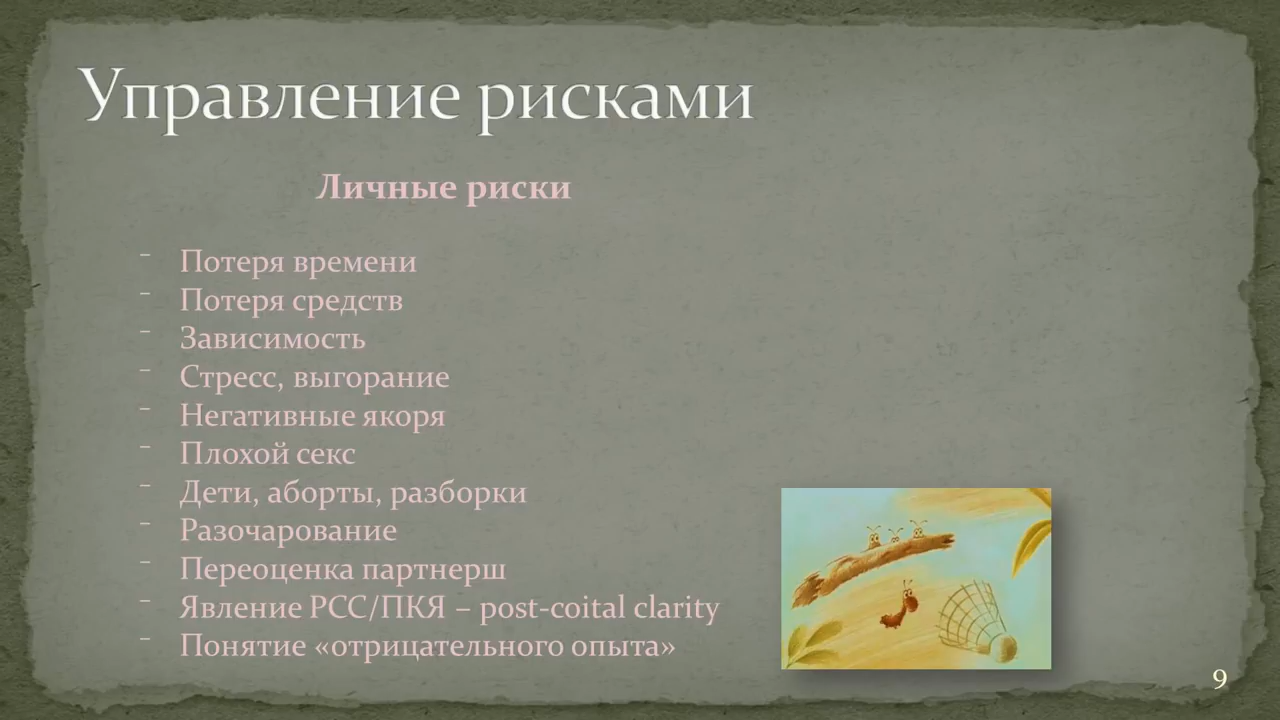 Управление рисками
Личные риски
- Потеря времени
- Потеря средств
- Зависимость
- Стресс, выгорание
- Негативные якоря
- Плохой секс
- Дети, аборты, разборки
- Разочарование
- Переоценка партнерш
- Явление РСС/ПКЯ – post-coital clarity
- Понятие «отрицательного опыта»
9